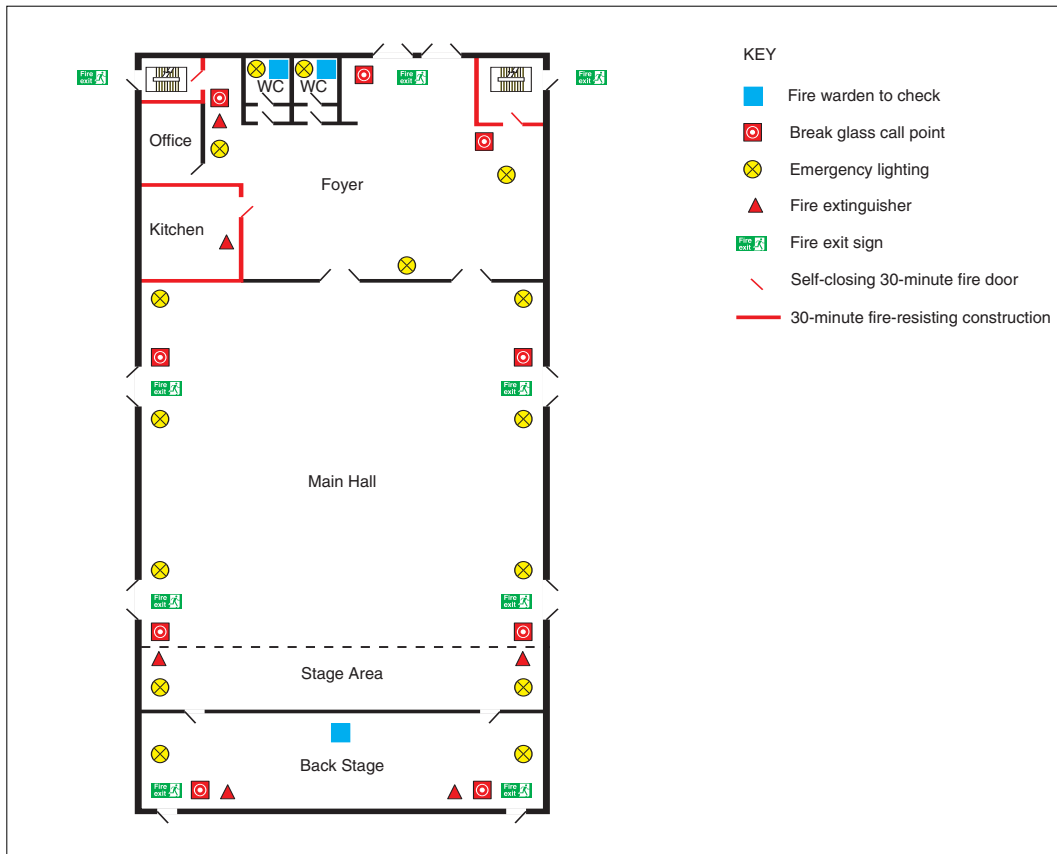 KEY
Fire exit
Fire exit
Fire exit
WC
WC
Fire warden to check
Break glass call point
Office
Emergency lighting
Foyer
Fire extinguisher
Kitchen
Fire exit
Fire exit sign
Self-closing 30-minute fire door
30-minute fire-resisting construction
Fire exit
Fire exit
Main Hall
Fire exit
Fire exit
Stage Area
Back Stage
Fire exit
Fire exit